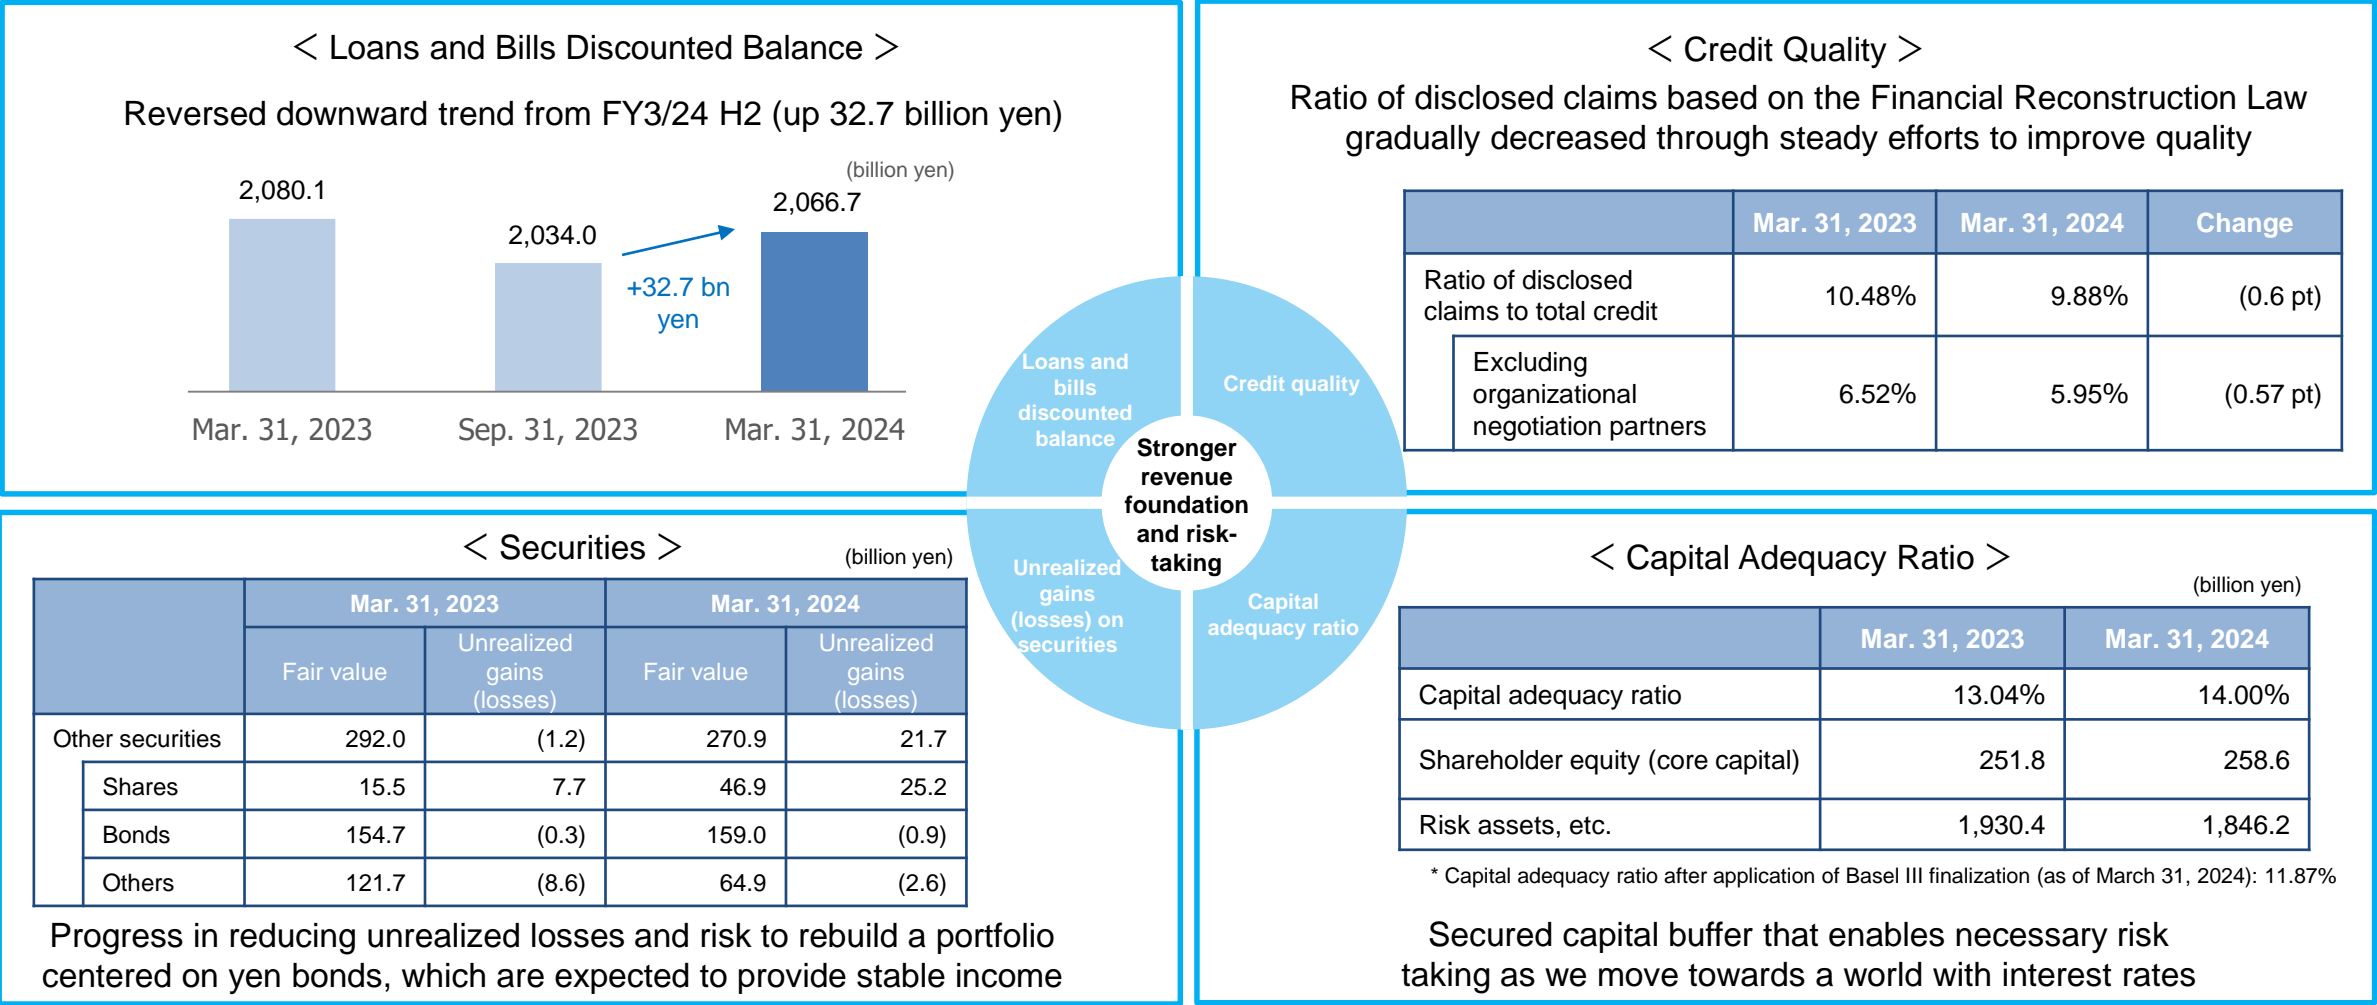 ＜ Loans and Bills Discounted Balance ＞
Reversed downward trend from FY3/24 H2 (up 32.7 billion yen)
(billion yen)
2,080.1
2,034.0
2,066.7
+32.7 bn
yen
Mar. 31, 2023
Sep. 31, 2023
Mar. 31, 2024
＜ Credit Quality ＞
Ratio of disclosed claims based on the Financial Reconstruction Law
gradually decreased through steady efforts to improve quality
Mar. 31, 2023 Mar. 31, 2024 Change
Ratio of disclosed
claims to total credit
10.48% 9.88% (0.6 pt)
Excluding
organizational
negotiation partners
6.52% 5.95% (0.57 pt)
Loans and
bills
discounted
balance
Credit quality
Stronger
revenue
foundation
and risk-
taking
Unrealized
gains
(losses) on
securities
Capital
adequacy ratio
＜ Securities ＞
(billion yen)
Mar. 31, 2023 Mar. 31, 2024
Fair value
Unrealized
gains
(losses)
Fair value
Unrealized
gains
(losses)
Other securities 292.0 (1.2) 270.9 21.7
Shares 15.5 7.7 46.9 25.2
Bonds 154.7 (0.3) 159.0 (0.9)
Others 121.7 (8.6) 64.9 (2.6)
Progress in reducing unrealized losses and risk to rebuild a portfolio
centered on yen bonds, which are expected to provide stable income
＜ Capital Adequacy Ratio ＞
(billion yen)
Mar. 31, 2023 Mar. 31, 2024
Capital adequacy ratio 13.04% 14.00%
Shareholder equity (core capital) 251.8 258.6
Risk assets, etc. 1,930.4 1,846.2
* Capital adequacy ratio after application of Basel III finalization (as of March 31, 2024): 11.87%
Secured capital buffer that enables necessary risk
taking as we move towards a world with interest rates